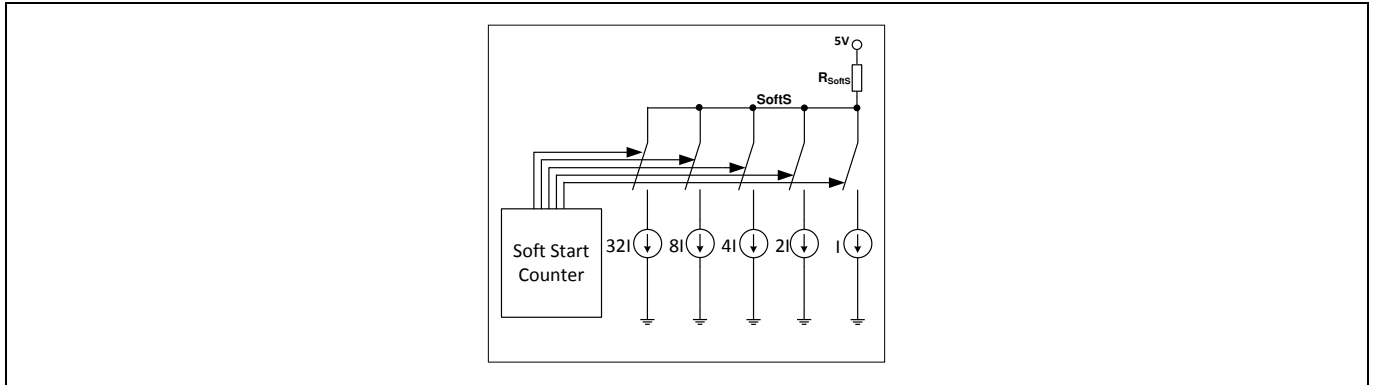 5V
RSoftS
SoftS
Soft Start
Counter
32I
8I
4I
2I
I